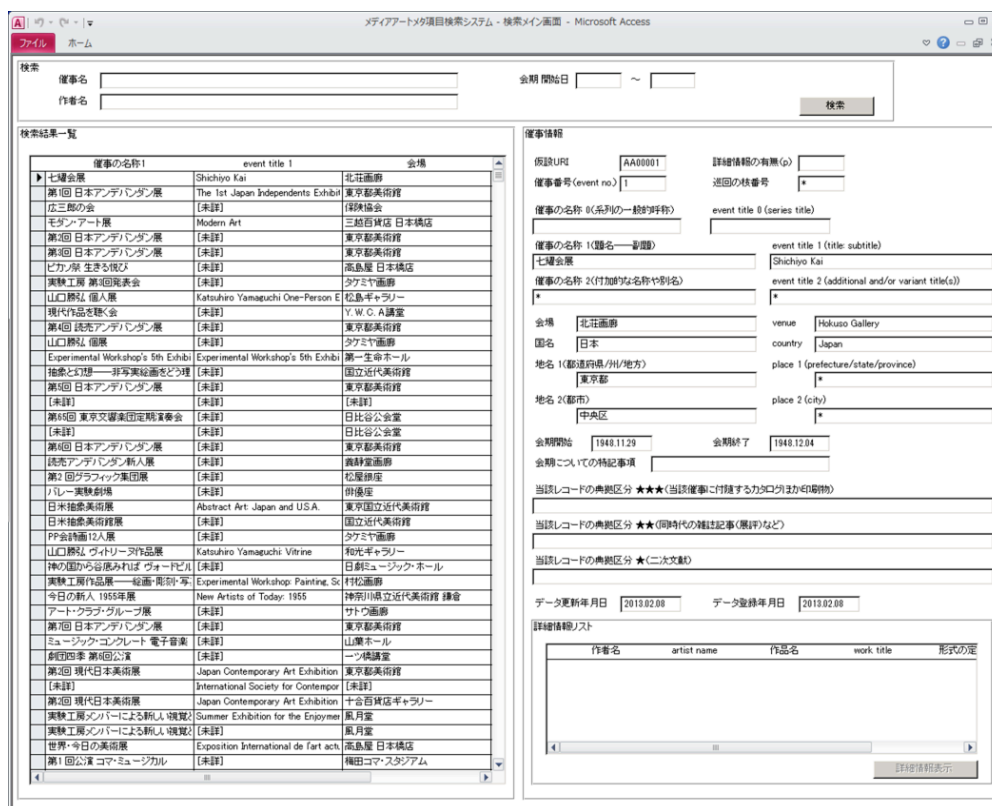 メディアアートメタ項目検索システム - 検索メイン画面 - Microsoft Access
ファイル ホーム
検索
催事名
会期 開始日 ～
作者名
検索
検索結果一覧
催事の名称1 event title 1 会場
七燿会展 Shichiyo Kai 北荘画廊
第1回 日本アンデパンダン展 The 1st Japan Independents Exhibit 東京都美術館
広三郎の会 [未詳] 保険協会
モダン・アート展 Modern Art 三越百貨店 日本橋店
第2回 日本アンデパンダン展 [未詳] 東京都美術館
第3回 日本アンデパンダン展 [未詳] 東京都美術館
ピカソ祭 生きる悦び [未詳] 高島屋 日本橋店
実験工房 第3回発表会 [未詳] タケミヤ画廊
山口勝弘 個人展 Katsuhiro Yamaguchi One-Person E 松島ギャラリー
現代作品を聴く会 [未詳] Y. W. C. A講堂
第4回 読売アンデパンダン展 [未詳] 東京都美術館
山口勝弘 個展 [未詳] タケミヤ画廊
Experimental Workshop's 5th Exhibi Experimental Workshop's 5th Exhibi 第一生命ホール
抽象と幻想――非写実絵画をどう理 [未詳] 国立近代美術館
第5回 日本アンデパンダン展 [未詳] 東京都美術館
[未詳] [未詳] [未詳]
第65回 東京交響楽団定期演奏会 [未詳] 日比谷公会堂
[未詳] [未詳] 日比谷公会堂
第6回 日本アンデパンダン展 [未詳] 東京都美術館
読売アンデパンダン新人展 [未詳] 養静堂画廊
第2 回グラフィック集団展 [未詳] 松屋銀座
バレー実験劇場 [未詳] 俳優座
日米抽象美術展 Abstract Art: Japan and U.S.A. 東京国立近代美術館
日米抽象美術館展 [未詳] 国立近代美術館
PP会詩画12人展 [未詳] タケミヤ画廊
山口勝弘 ヴィトリーヌ作品展 Katsuhiro Yamaguchi: Vitrine 和光ギャラリー
神の国から谷底みれば ヴォードビル [未詳] 日劇ミュージック・ホール
実験工房作品展――絵画・彫刻・写 Experimental Workshop: Painting, Sc 村松画廊
今日の新人 1955年展 New Artists of Today: 1955 神奈川県立近代美術館 鎌倉
アート・クラブ・グループ展 [未詳] サトウ画廊
第7回 日本アンデパンダン展 [未詳] 東京都美術館
ミュージック・コンクレート 電子音楽 [未詳] 山葉ホール
劇団四季 第6回公演 [未詳] 一ツ橋講堂
第2回 現代日本美術展 Japan Contemporary Art Exhibition 東京都美術館
[未詳] International Society for Contempor [未詳]
第2回 現代日本美術展 Japan Contemporary Art Exhibition 十合百貨店ギャラリー
実験工房メンバーによる新しい視覚と Summer Exhibition for the Enjoymer 風月堂
実験工房メンバーによる新しい視覚と [未詳] 風月堂
世界・今日の美術展 Exposition International de l'art actu 高島屋 日本橋店
第1 回公演 コマ・ミュージカル [未詳] 梅田コマ・スタジアム
催事情報
仮設URI AA00001 詳細情報の有無(p)
催事番号(event no.) 1 巡回の枝番号 *
催事の名称 0(系列の一般的呼称) event title 0 (series title)
催事の名称 1(題名――副題) event title 1 (title: subtitle)
七燿会展 Shichiyo Kai
催事の名称 2(付加的な名称や別名) event title 2 (additional and/or variant title(s))
* *
会場 北荘画廊 venue Hokuso Gallery
国名 日本 country Japan
地名 1(都道府県/州/地方) place 1 (prefecture/state/province)
東京都 *
地名 2(都市) place 2 (city)
中央区 *
会期開始 1948.11.29 会期終了 1948.12.04
会期についての特記事項
当該レコードの典拠区分 ★★★(当該催事に付随するカタログほか印刷物)
当該レコードの典拠区分 ★★(同時代の雑誌記事(展評)など)
当該レコードの典拠区分 ★(二次文献)
データ更新年月日 2013.02.08 データ登録年月日 2013.02.08
詳細情報リスト
作者名 artist name 作品名 work title 形式の定
詳細情報表示